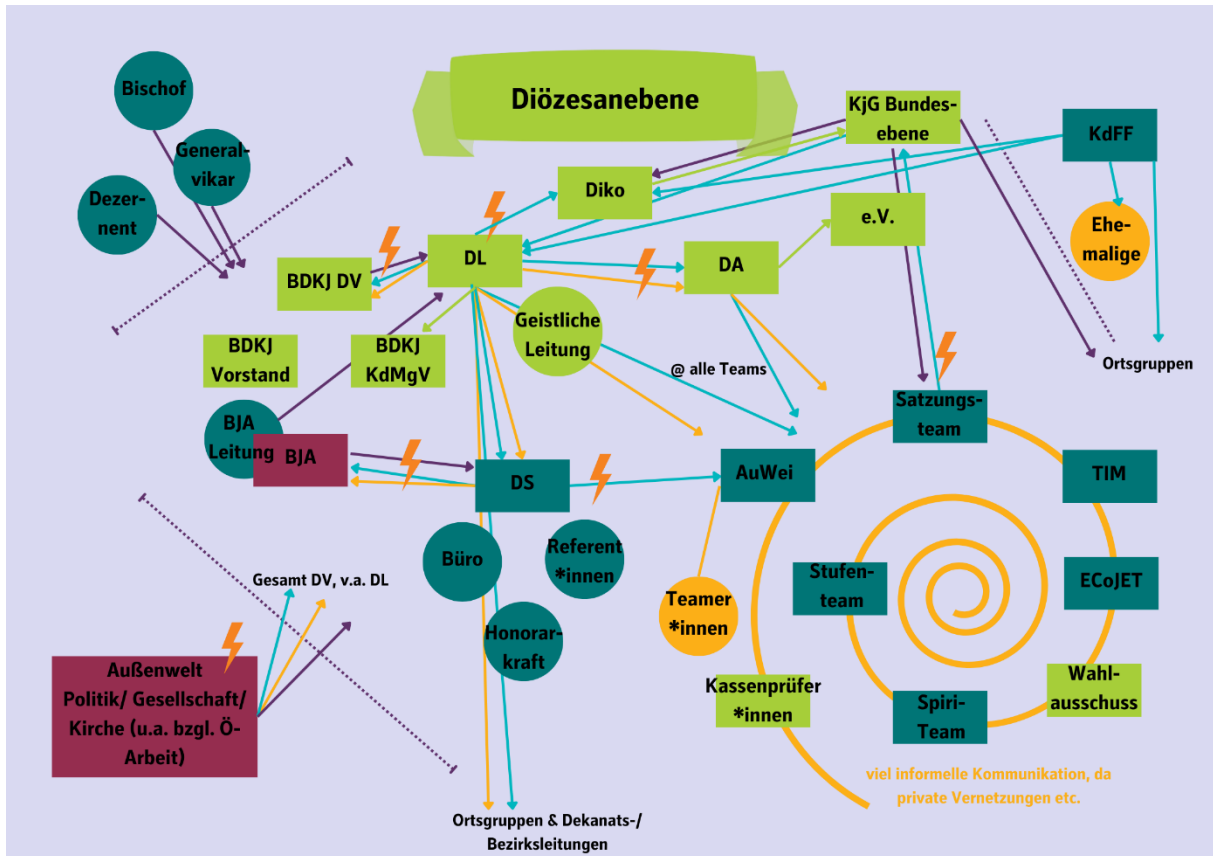 Diözesanebene
Bischof
General-
vikar
Dezer-
nent
KjG Bundes-
ebene
KdFF
Diko
e.V.
Ehe-
malige
DL
DA
BDKJ DV
Geistliche
Leitung
BDKJ
Vorstand
BDKJ
KdMgV
@ alle Teams
Ortsgruppen
Satzungs-
team
BJA
Leitung
BJA
DS
AuWei
TIM
Büro
Referent
*innen
Stufen-
team
ECoJET
Gesamt DV, v.a. DL
Teamer
*innen
Honorar-
kraft
Außenwelt
Politik/ Gesellschaft/
Kirche (u.a. bzgl. Ö-
Arbeit)
Kassenprüfer
*innen
Wahl-
ausschuss
Spiri-
Team
viel informelle Kommunikation, da
private Vernetzungen etc.
Ortsgruppen & Dekanats-/
Bezirksleitungen